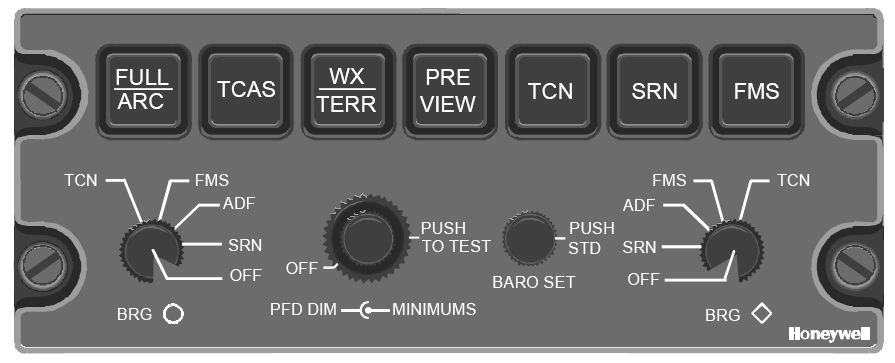 FULL
ARC
TCAS
WX
TERR
PRE
VIEW
TCN
SRN
FMS
TCN
FMS
ADF
SRN
OFF
BRG
PUSH
TO TEST
OFF
PFD DIM
MINIMUMS
PUSH
STD
BARO SET
FMS
TCN
ADF
SRN
OFF
BRG
Honeywell